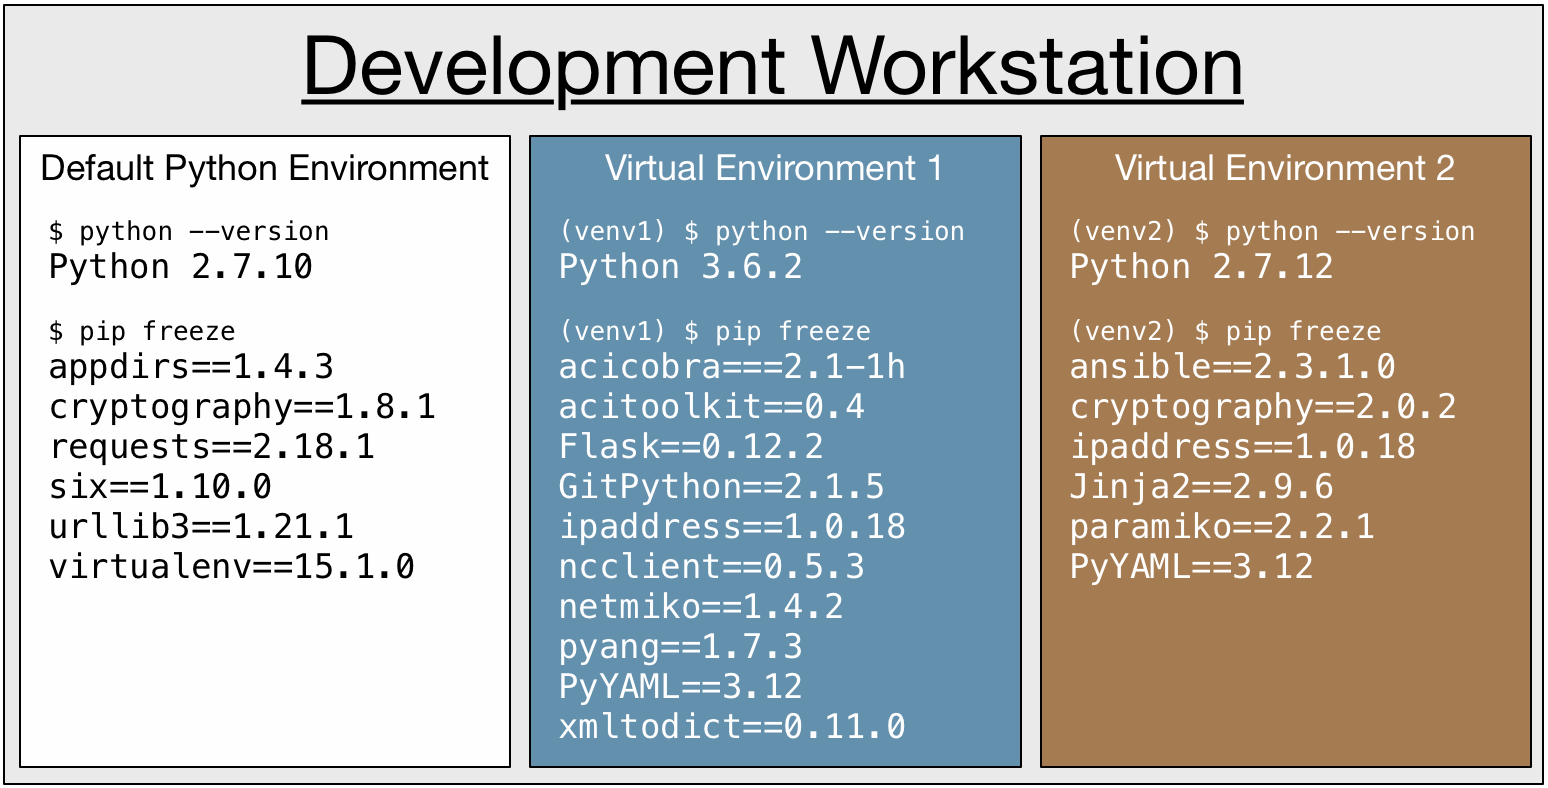 Development Workstation
Default Python Environment
$ python --version
Python 2.7.10
$ pip freeze
appdirs==1.4.3
cryptography==1.8.1
requests==2.18.1
six==1.10.0
urllib3==1.21.1
virtualenv==15.1.0
Virtual Environment 1
(venv1) $ python --version
Python 3.6.2
(venv1) $ pip freeze
acicobra===2.1-1h
acitoolkit==0.4
Flask==0.12.2
GitPython==2.1.5
ipaddress==1.0.18
ncclient==0.5.3
netmiko==1.4.2
pyang==1.7.3
PyYAML==3.12
xmltodict==0.11.0
Virtual Environment 2
(venv2) $ python --version
Python 2.7.12
(venv2) $ pip freeze
ansible==2.3.1.0
cryptography==2.0.2
ipaddress==1.0.18
Jinja2==2.9.6
paramiko==2.2.1
PyYAML==3.12